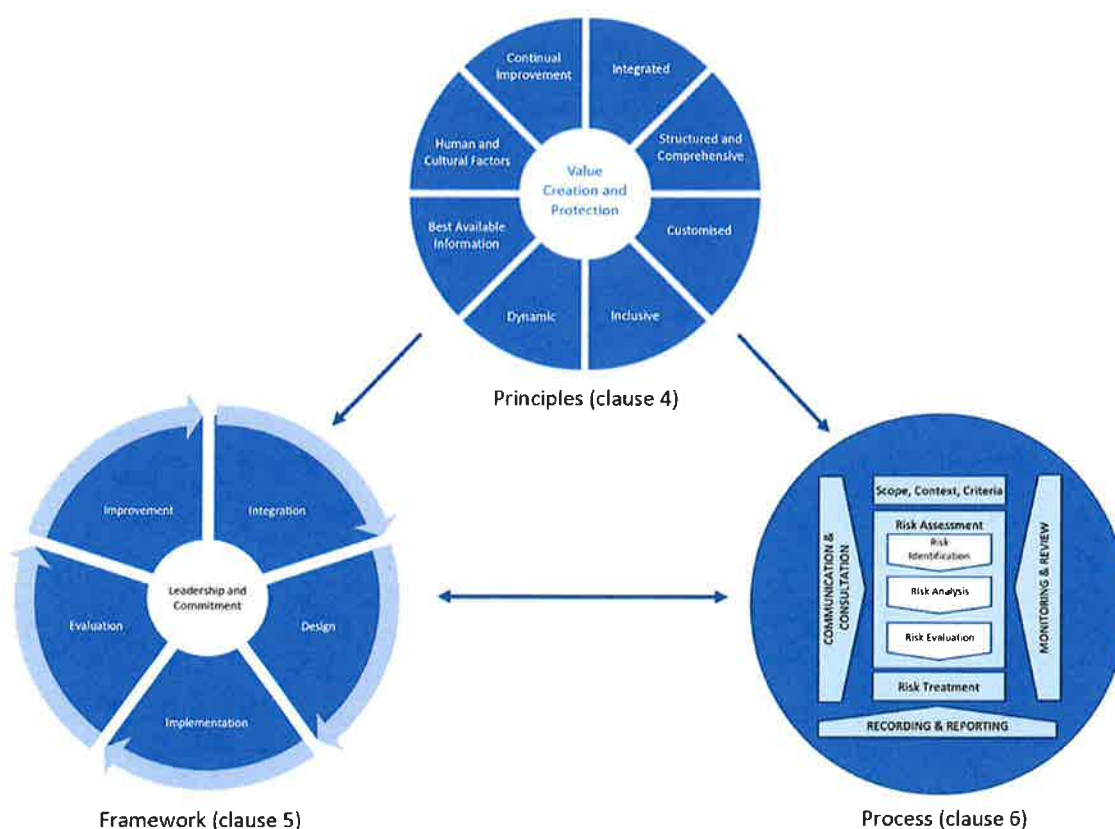 Continual
Improvement
Integrated
Human and
Cultural Factors
Structured and
Comprehensive
Value
Creation and
Protection
Best Available
Information
Customised
Dynamic
Inclusive
Principles (clause 4)
Improvement
Integration
Leadership and
Commitment
Evaluation
Design
Implementation
Framework (clause 5)
Scope, Context, Criteria
Risk Assessment
Risk
Identification
Risk Analysis
Risk Evaluation
Risk Treatment
COMMUNICATION &
CONSULTATION
MONITORING & REVIEW
RECORDING & REPORTING
Process (clause 6)